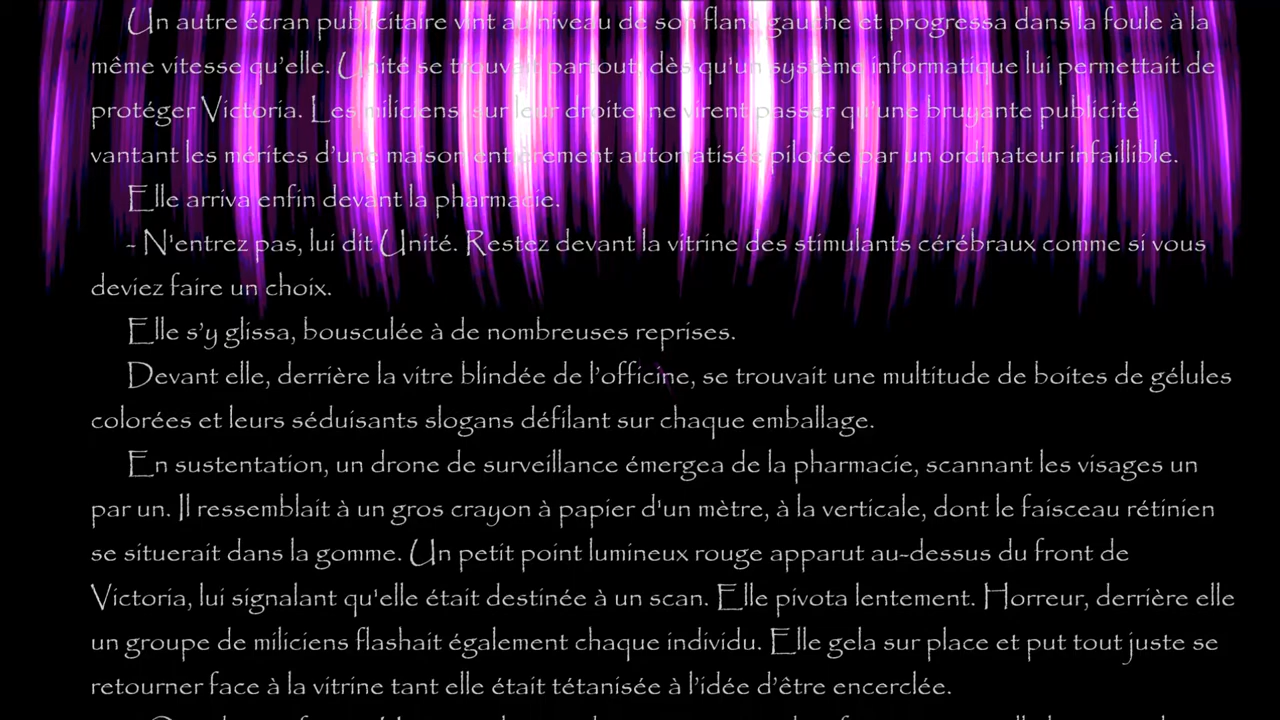 Un autre écran publicitaire vint au niveau de son flanc gauche et progressa dans la foule à la
même vitesse qu'elle. Unité se trouvait partout, dès qu'un système informatique lui permettait de
protéger Victoria. Les miliciens, sur leur droite, ne virent passer qu'une bruyante publicité
vantant les mérites d'une maison entièrement automatisée pilotée par un ordinateur infaillible.
Elle arriva enfin devant la pharmacie.
- N'entrez pas, lui dit Unité. Restez devant la vitrine des stimulants cérébraux comme si vous
deviez faire un choix.
Elle s'y glissa, bousculée à de nombreuses reprises.
Devant elle, derrière la vitre blindée de l'officine, se trouvait une multitude de boites de gélules
colorées et leurs séduisants slogans défilant sur chaque emballage.
En sustentation, un drone de surveillance émergea de la pharmacie, scannant les visages un
par un. Il ressemblait à un gros crayon à papier d'un mètre, à la verticale, dont le faisceau rétinien
se situerait dans la gomme. Un petit point lumineux rouge apparut au-dessus du front de
Victoria, lui signalant qu'elle était destinée à un scan. Elle pivota lentement. Horreur, derrière elle
un groupe de miliciens flashait également chaque individu. Elle gela sur place et put tout juste se
retourner face à la vitrine tant elle était tétanisée à l'idée d'être encerclée.